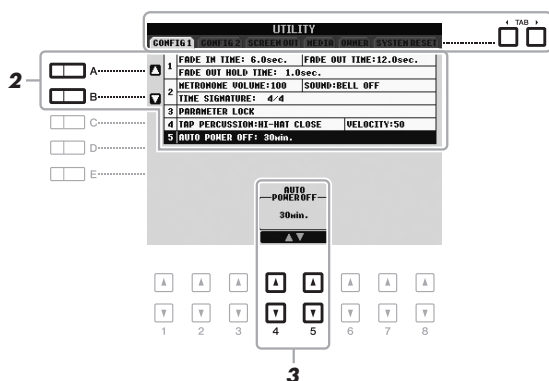 TAB
UTILITY
CONFIG 1 CONFIG 2 SCREEN OUT MEDIA OWNER SYSTEM RESET
2
A
B
C
D
E
1 FADE IN TIME: 6.0sec. FADE OUT TIME:12.0sec.
FADE OUT HOLD TIME: 1.0sec.
2 METRONOME VOLUME:100 SOUND:BELL OFF
TIME SIGNATURE: 4/4
3 PARAMETER LOCK
4 TAP PERCUSSION:HI-HAT CLOSE VELOCITY:50
5 AUTO POWER OFF: 30min.
AUTO
POWER OFF
30min.
1 2 3 4 5 6 7 8
3